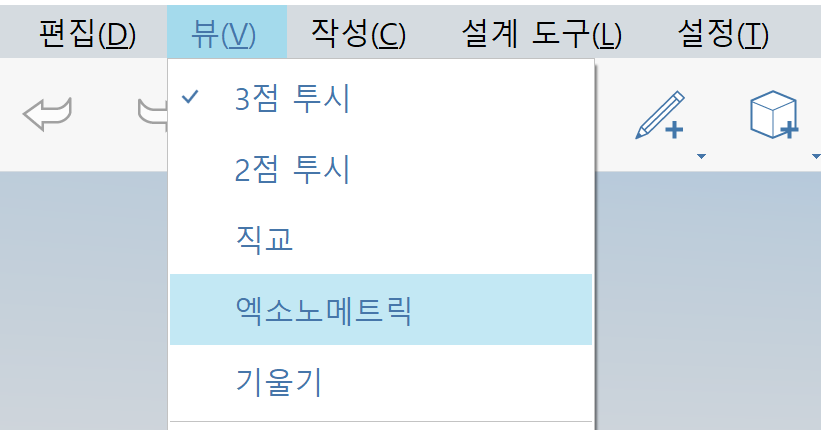 편집(D) 뷰(V) 작성(C) 설계 도구(L) 설정(T)
3점 투시
2점 투시
직교
엑소노메트릭
기울기